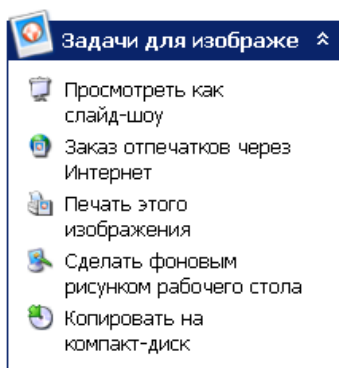 Задачи для изображе
Просмотреть как
слайд-шоу
Заказ отпечатков через
Интернет
Печать этого
изображения
Сделать фоновым
рисунком рабочего стола
Копировать на
компакт-диск